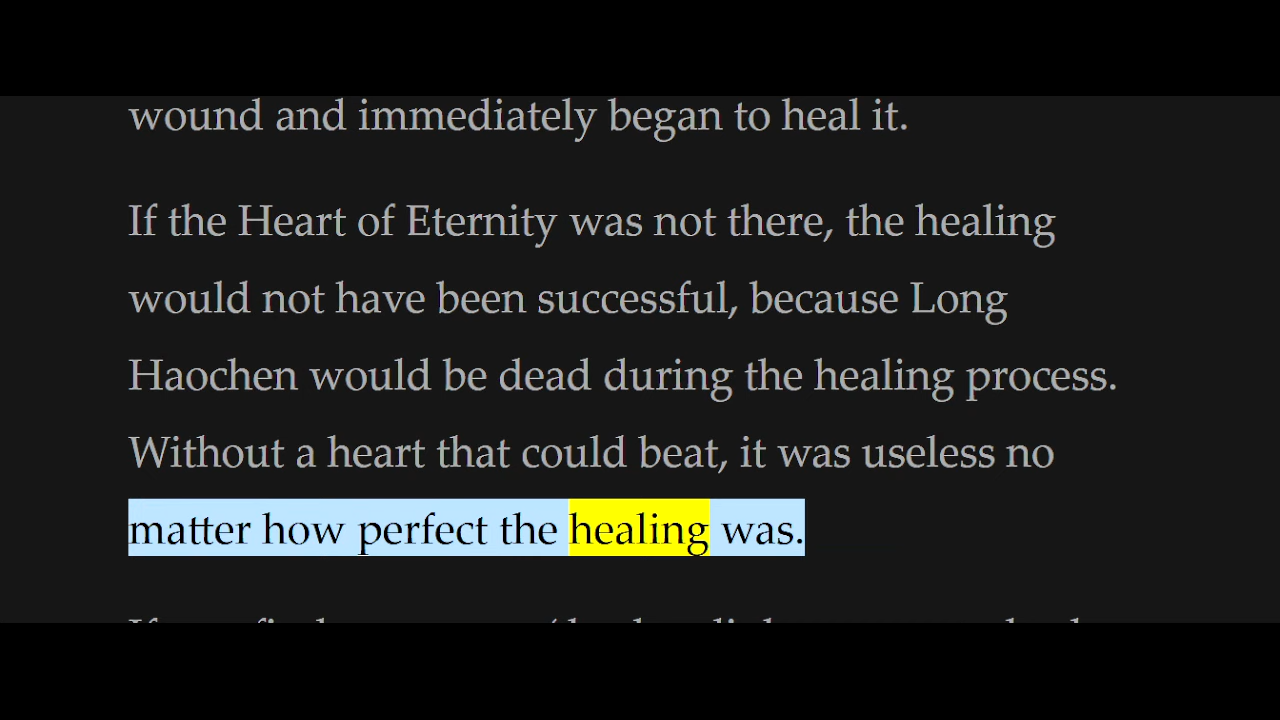 wound and immediately began to heal it.
If the Heart of Eternity was not there, the healing
would not have been successful, because Long
Haochen would be dead during the healing process.
Without a heart that could beat, it was useless no
matter how perfect the healing was.